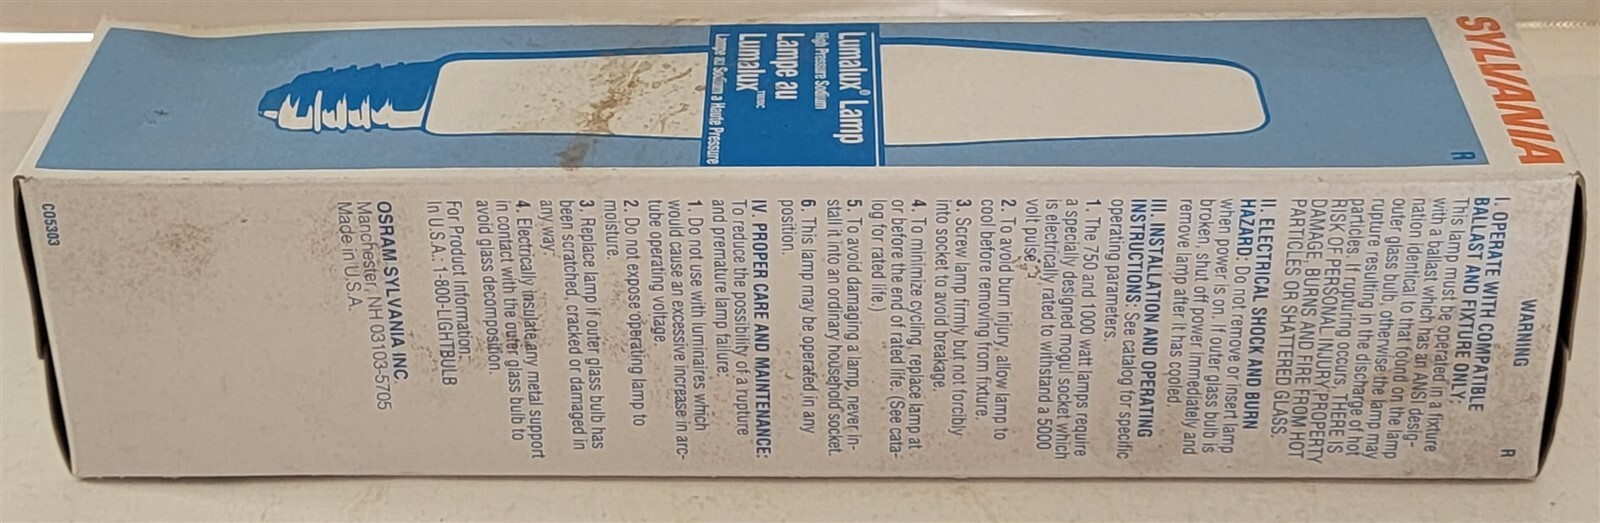 SYLVANIA
R
Lumalux® Lamp
High Pressure Sodium
Lampe au
Lumalux
Lampe au Sodium a Haute Pressure
WARNING
R
I. OPERATE WITH COMPATIBLE
BALLAST AND FIXTURE ONLY:
This lamp must be operated in a fixture
with a ballast which has an ANSI desig-
nation identical to that found on the lamp
outer glass bulb, otherwise the lamp may
rupture resulting in the discharge of hot
particles. If rupturing occurs, THERE IS
RISK OF PERSONAL INJURY, PROPERTY
DAMAGE, BURNS AND FIRE FROM HOT
PARTICLES OR SHATTERED GLASS.
II. ELECTRICAL SHOCK AND BURN
HAZARD: Do not remove or insert lamp
when power is on. If outer glass bulb is
broken, shut off power immediately and
remove lamp after it has cooled.
III. INSTALLATION AND OPERATING
INSTRUCTIONS: See catalog for specific
operating parameters.
1. The 750 and 1000 watt lamps require
a specially designed mogul socket which
is electrically rated to withstand a 5000
volt pulse.
2. To avoid burn injury, allow lamp to
cool before removing from fixture.
3. Screw lamp firmly but not forcibly
into socket to avoid breakage.
4. To minimize cycling, replace lamp at
or before the end of rated life. (See cata-
log for rated life.)
5. To avoid damaging a lamp, never in-
stall it into an ordinary household socket.
6. This lamp may be operated in any
position.
IV. PROPER CARE AND MAINTENANCE:
To reduce the possibility of a rupture
and premature lamp failure:
1. Do not use with luminaries which
would cause an excessive increase in arc-
tube operating voltage.
2. Do not expose operating lamp to
moisture.
3. Replace lamp if outer glass bulb has
been scratched, cracked or damaged in
any way.
4. Electrically insulate any metal support
in contact with the outer glass bulb to
avoid glass decomposition.
For Product Information,
In U.S.A.: 1-800-LIGHTBULB
OSRAM SYLVANIA INC.
Manchester, NH 03103-5705
Made in U.S.A.
C05303